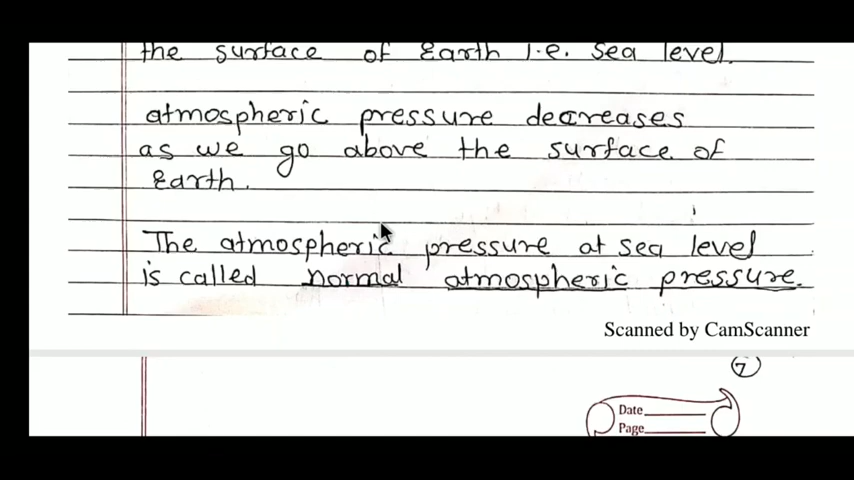 the surface of Earth i.e. sea level.
atmospheric pressure decreases
as we go above the surface of
Earth.
The atmospheric pressure at sea level
is called normal atmospheric pressure.
Scanned by CamScanner
7
Date
Page